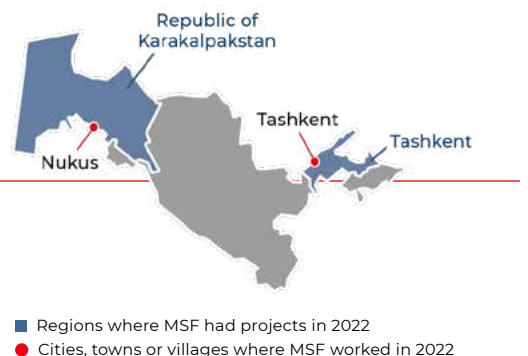 Republic of
Karakalpakstan
Tashkent
Tashkent
Nukus
Regions where MSF had projects in 2022
Cities, towns or villages where MSF worked in 2022